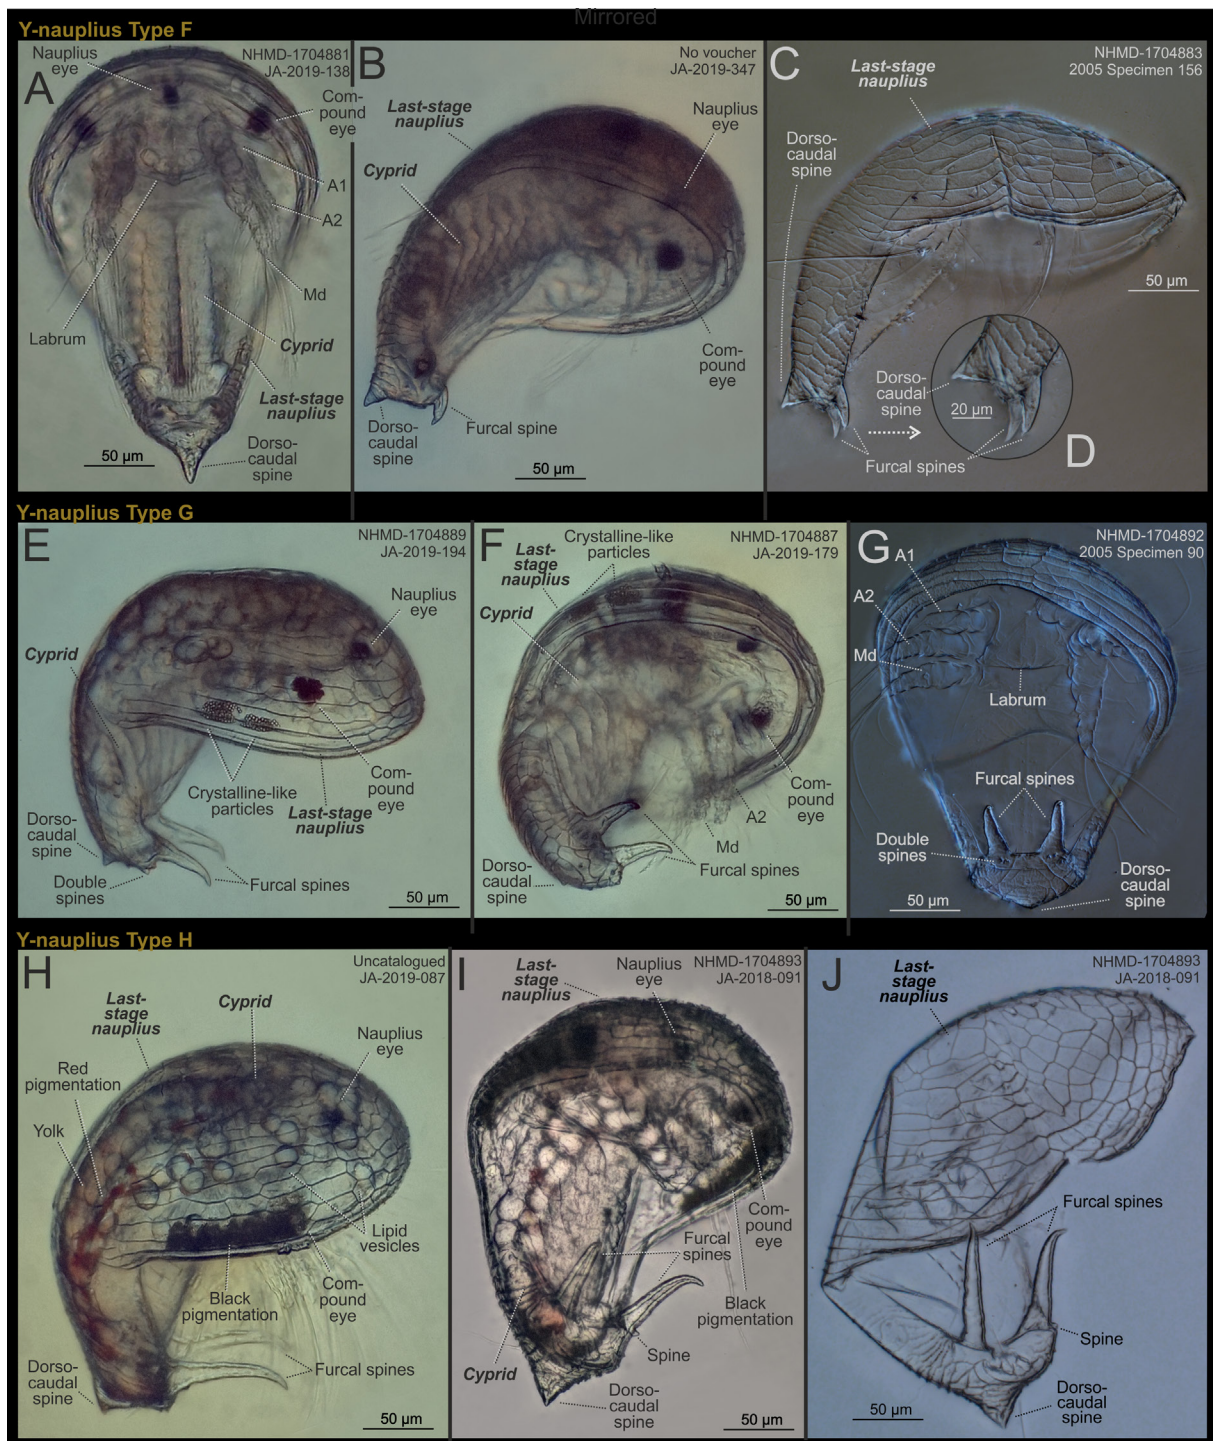 Mirrored
Y-nauplius Type F
A
Nauplius
eye
NHMD-1704881
JA-2019-138
Com-
pound
eye
A1
A2
Md
Labrum
Cyprid
Last-stage
nauplius
Dorso-
caudal
spine
50 µm
B
No voucher
JA-2019-347
Last-stage
nauplius
Nauplius
eye
Cyprid
Com-
pound
eye
Dorso-
caudal
spine
Furcal spine
50 µm
C
NHMD-1704883
2005 Specimen 156
Last-stage
nauplius
Dorso-
caudal
spine
50 µm
Dorso-
caudal
spine
20 µm
D
Furcal spines
Y-nauplius Type G
E
NHMD-1704889
JA-2019-194
Nauplius
eye
Cyprid
Crystalline-like
particles
Com-
pound
eye
Last-stage
nauplius
Dorso-
caudal
spine
Double
spines
Furcal spines
50 µm
F
Crystalline-like
particles
NHMD-1704887
JA-2019-179
Last-
stage
nauplius
Cyprid
Com-
pound
eye
A2
Md
Furcal spines
Dorso-
caudal
spine
50 µm
G
NHMD-1704892
2005 Specimen 90
A1
A2
Md
Labrum
Furcal spines
Double
spines
Dorso-
caudal
spine
50 µm
Y-nauplius Type H
H
Uncatalogued
JA-2019-087
Last-
stage
nauplius
Cyprid
Nauplius
eye
Red
pigmentation
Yolk
Lipid
vesicles
Black
pigmentation
Com-
pound
eye
Furcal spines
Dorso-
caudal
spine
50 µm
I
Last-
stage
nauplius
Nauplius
eye
NHMD-1704893
JA-2018-091
Com-
pound
eye
Furcal
spines
Black
pigmentation
Cyprid
Spine
Dorso-
caudal
spine
50 µm
J
Last-
stage
nauplius
NHMD-1704893
JA-2018-091
Furcal spines
Spine
Dorso-
caudal
spine
50 µm